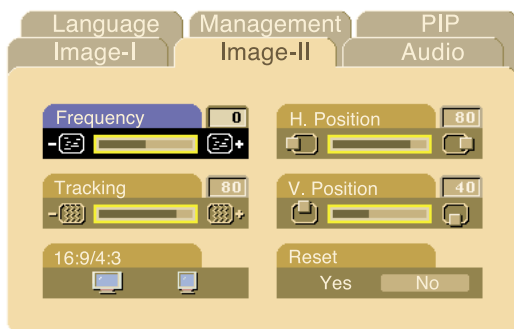 Language Management PIP
Image-I Image-II Audio
Frequency 0
H. Position 80
- +
Tracking 80
V. Position 40
- +
16:9/4:3
Reset
Yes No